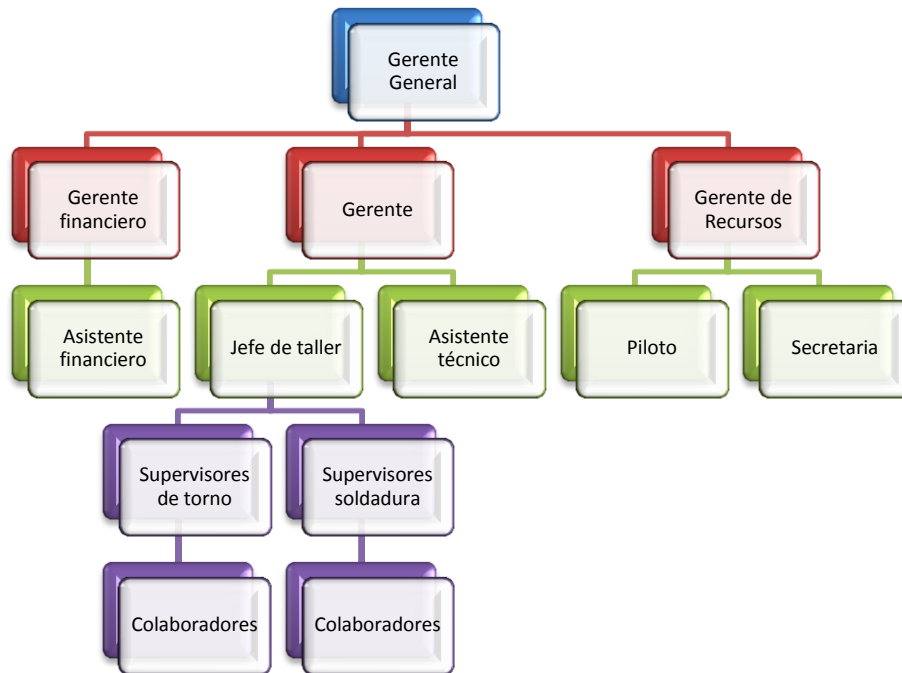 Gerente
General
Gerente
financiero
Gerente
Gerente de
Recursos
Asistente
financiero
Jefe de taller
Asistente
técnico
Piloto
Secretaria
Supervisores
de torno
Supervisores
soldadura
Colaboradores
Colaboradores